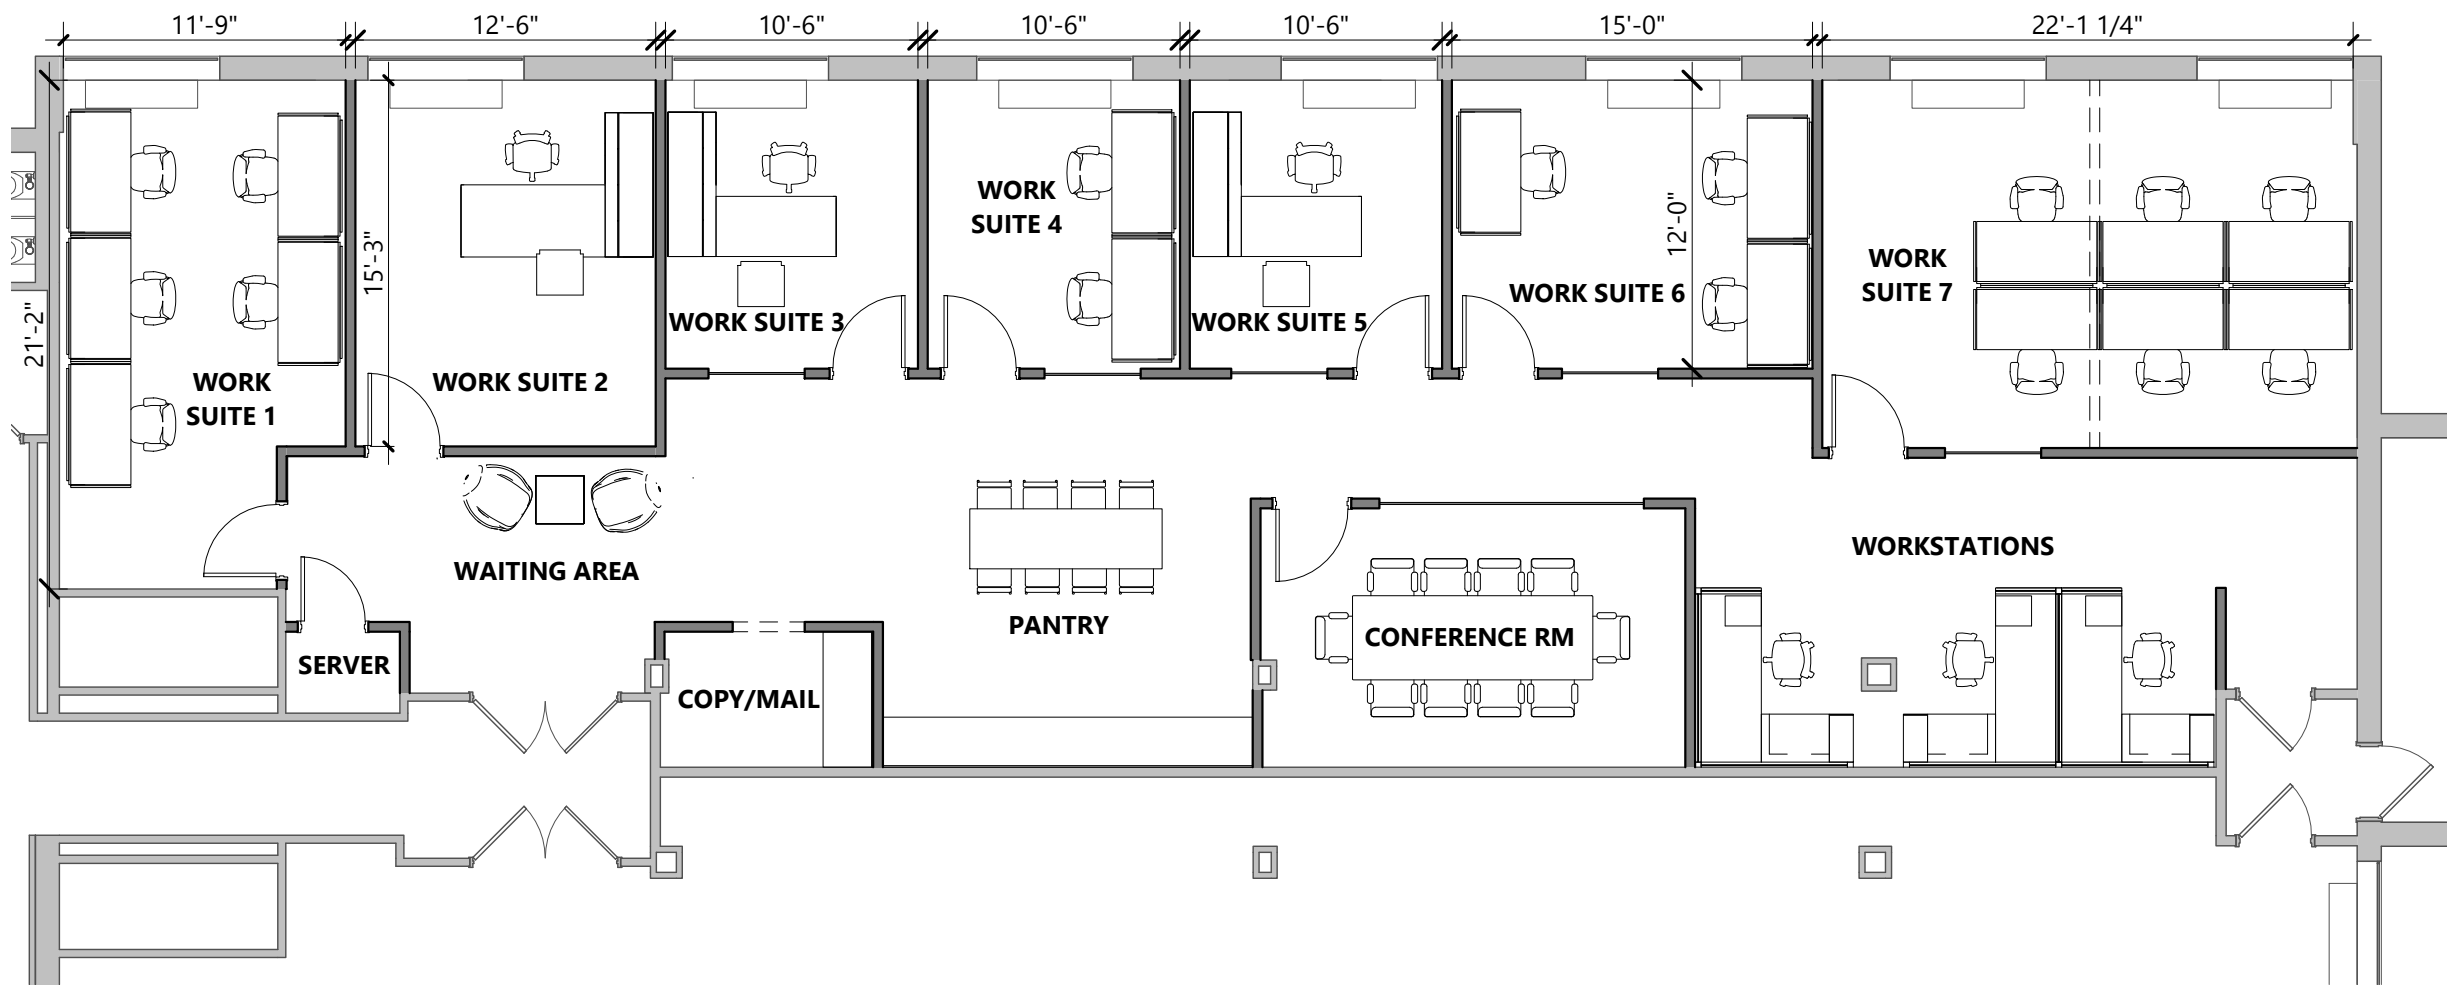 11'-9"
12'-6"
10'-6"
10'-6"
10'-6"
15'-0"
22'-1 1/4"
WORK
SUITE 4
15'-3"
12'-0"
WORK
SUITE 7
WORK SUITE 6
21'-2"
WORK SUITE 3
WORK SUITE 5
WORK
SUITE 1
WORK SUITE 2
WORKSTATIONS
WAITING AREA
PANTRY
CONFERENCE RM
SERVER
COPY/MAIL